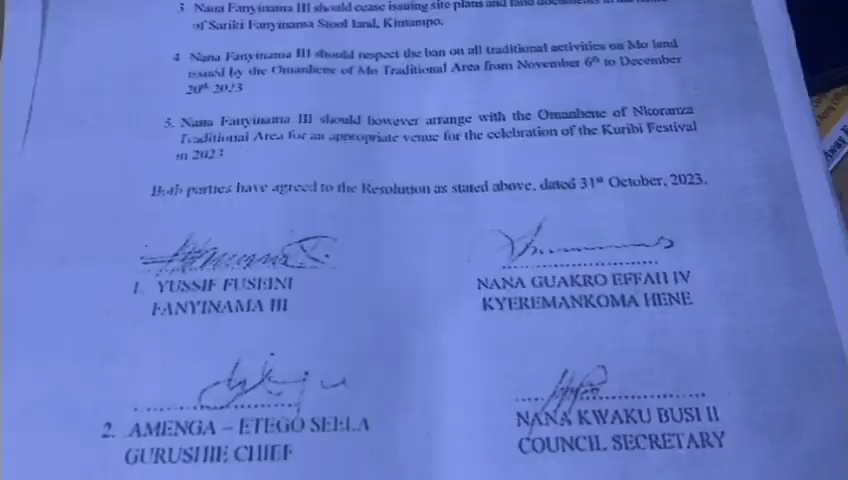 3 Nana Fanyinama III should cease issuing site plans and land documents in the name
of Sariki Fanyinama Stool land, Kintampo.
4 Nana Fanyinama III should respect the ban on all traditional activities on Mo land
issued by the Omanhene of Mo Traditional Area from November 6th to December
20th 2023
5. Nana Fanyinama III should however arrange with the Omanhene of Nkoranza
Traditional Area for an appropriate venue for the celebration of the Kuribi Festival
in 2023
Both parties have agreed to the Resolution as stated above, dated 31st October, 2023.
1. YUSSIF FUSEINI
FANYINAMA III
NANA GUAKRO EFFAH IV
KYEREMANKOMA HENE
2. AMENGA – ETEGO SEELA
GURUSHIE CHIEF
NANA KWAKU BUSI II
COUNCIL SECRETARY